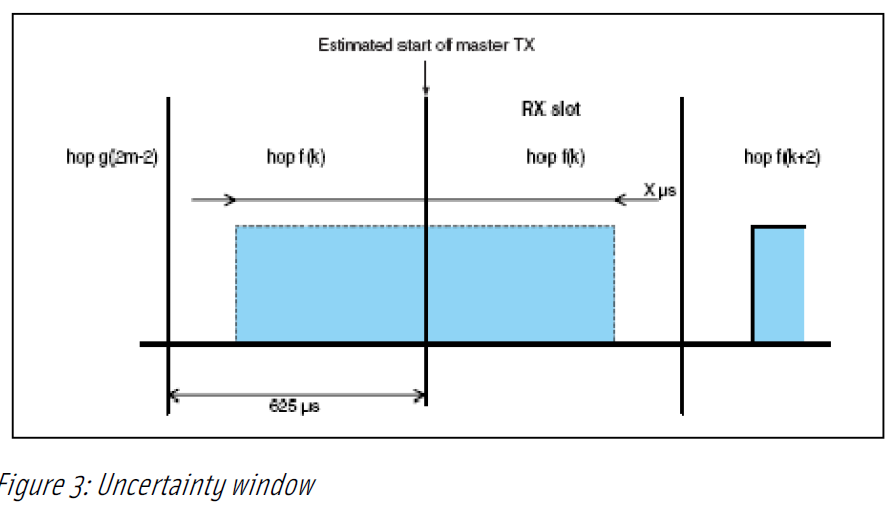 Estimated start of master TX
RX slot
hop g(2m-2)
hop f(k)
hop f(k)
hop f(k+2)
X µs
625 µs
Figure 3: Uncertainty window